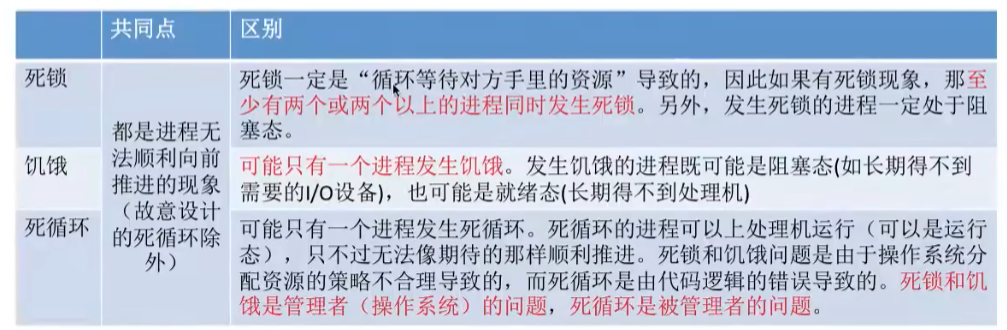 共同点
区别
死锁
死锁一定是“循环等待对方手里的资源”导致的，因此如果有死锁现象，那至
少有两个或两个以上的进程同时发生死锁。另外，发生死锁的进程一定处于阻
塞态。
都是进程无
法顺利向前
推进的现象
（故意设计
的死循环除
外）
饥饿
可能只有一个进程发生饥饿。发生饥饿的进程既可能是阻塞态(如长期得不到
需要的I/O设备)，也可能是就绪态(长期得不到处理机)
死循环
可能只有一个进程发生死循环。死循环的进程可以上处理机运行（可以是运行
态），只不过无法像期待的那样顺利推进。死锁和饥饿问题是由于操作系统分
配资源的策略不合理导致的，而死循环是由代码逻辑的错误导致的。死锁和饥
饿是管理者（操作系统）的问题，死循环是被管理者的问题。